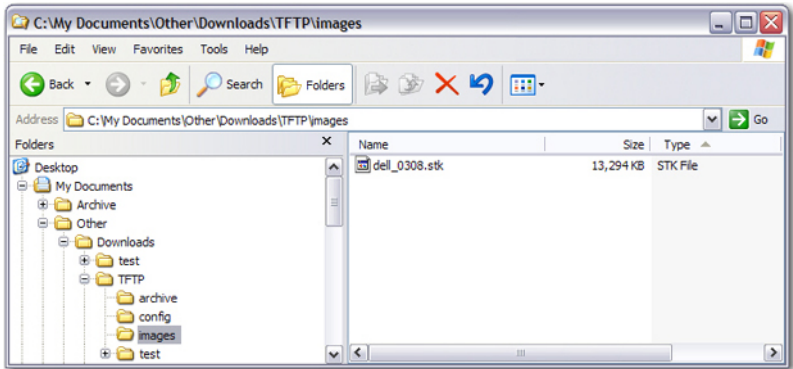 C:\My Documents\Other\Downloads\TFTP\images
File Edit View Favorites Tools Help
Back Search Folders
Address C:\My Documents\Other\Downloads\TFTP\images Go
Folders x Name Size Type
Desktop dell_0308.stk 13,294 KB STK File
My Documents
Archive
Other
Downloads
test
TFTP
archive
config
images
test